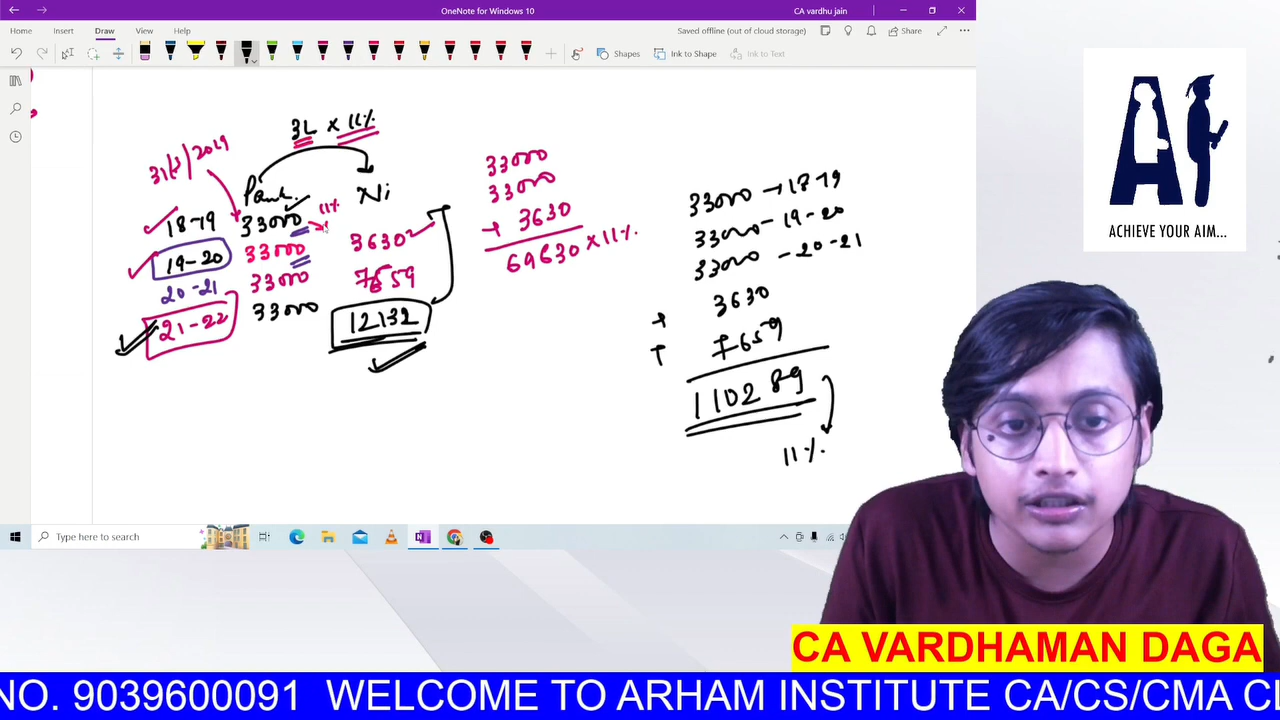 OneNote for Windows 10
CA vardhu jain
Home Insert Draw View Help
Saved offline (out of cloud storage)
Share
Shapes
Ink to Shape
Ink to Text
3L x 11%
31/3/2019
Ni
11%
18-19 33000
19-20 33000 3630
20-21 33000 7659
21-22 33000 12132
33000
33000
+ 3630
69630 x 11%
33000 → 18-19
33000 - 19-20
33000 - 20-21
3630
+ 7659
+
110289
11%
Type here to search
AI
ACHIEVE YOUR AIM...
CA VARDHAMAN DAGA
NO. 9039600091 WELCOME TO ARHAM INSTITUTE CA/CS/CMA CL